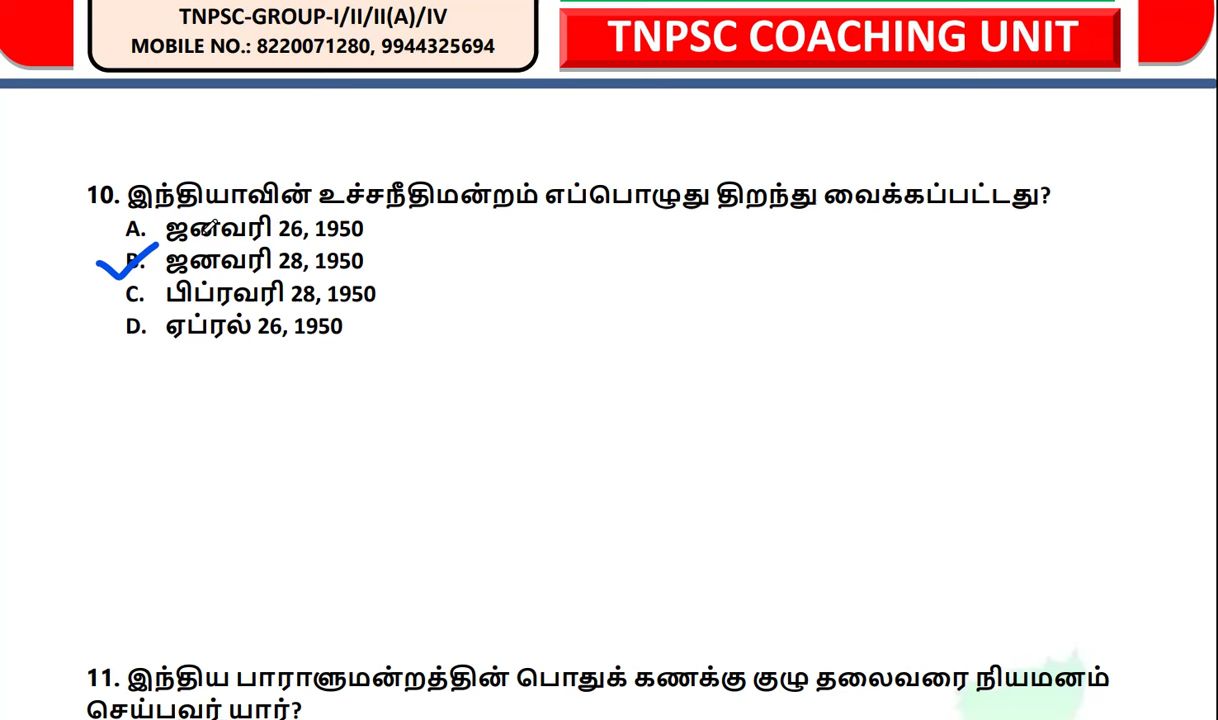 TNPSC-GROUP-I/II/II(A)/IV
MOBILE NO.: 8220071280, 9944325694
TNPSC COACHING UNIT
10. இந்தியாவின் உச்சநீதிமன்றம் எப்பொழுது திறந்து வைக்கப்பட்டது?
A. ஜனவரி 26, 1950
B. ஜனவரி 28, 1950
C. பிப்ரவரி 28, 1950
D. ஏப்ரல் 26, 1950
11. இந்திய பாராளுமன்றத்தின் பொதுக் கணக்கு குழு தலைவரை நியமனம்
செய்பவர் யார்?